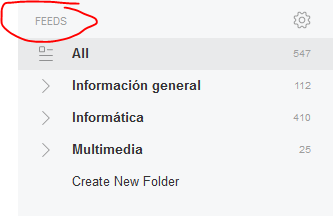 FEEDS
All 547
Información general 112
Informática 410
Multimedia 25
Create New Folder